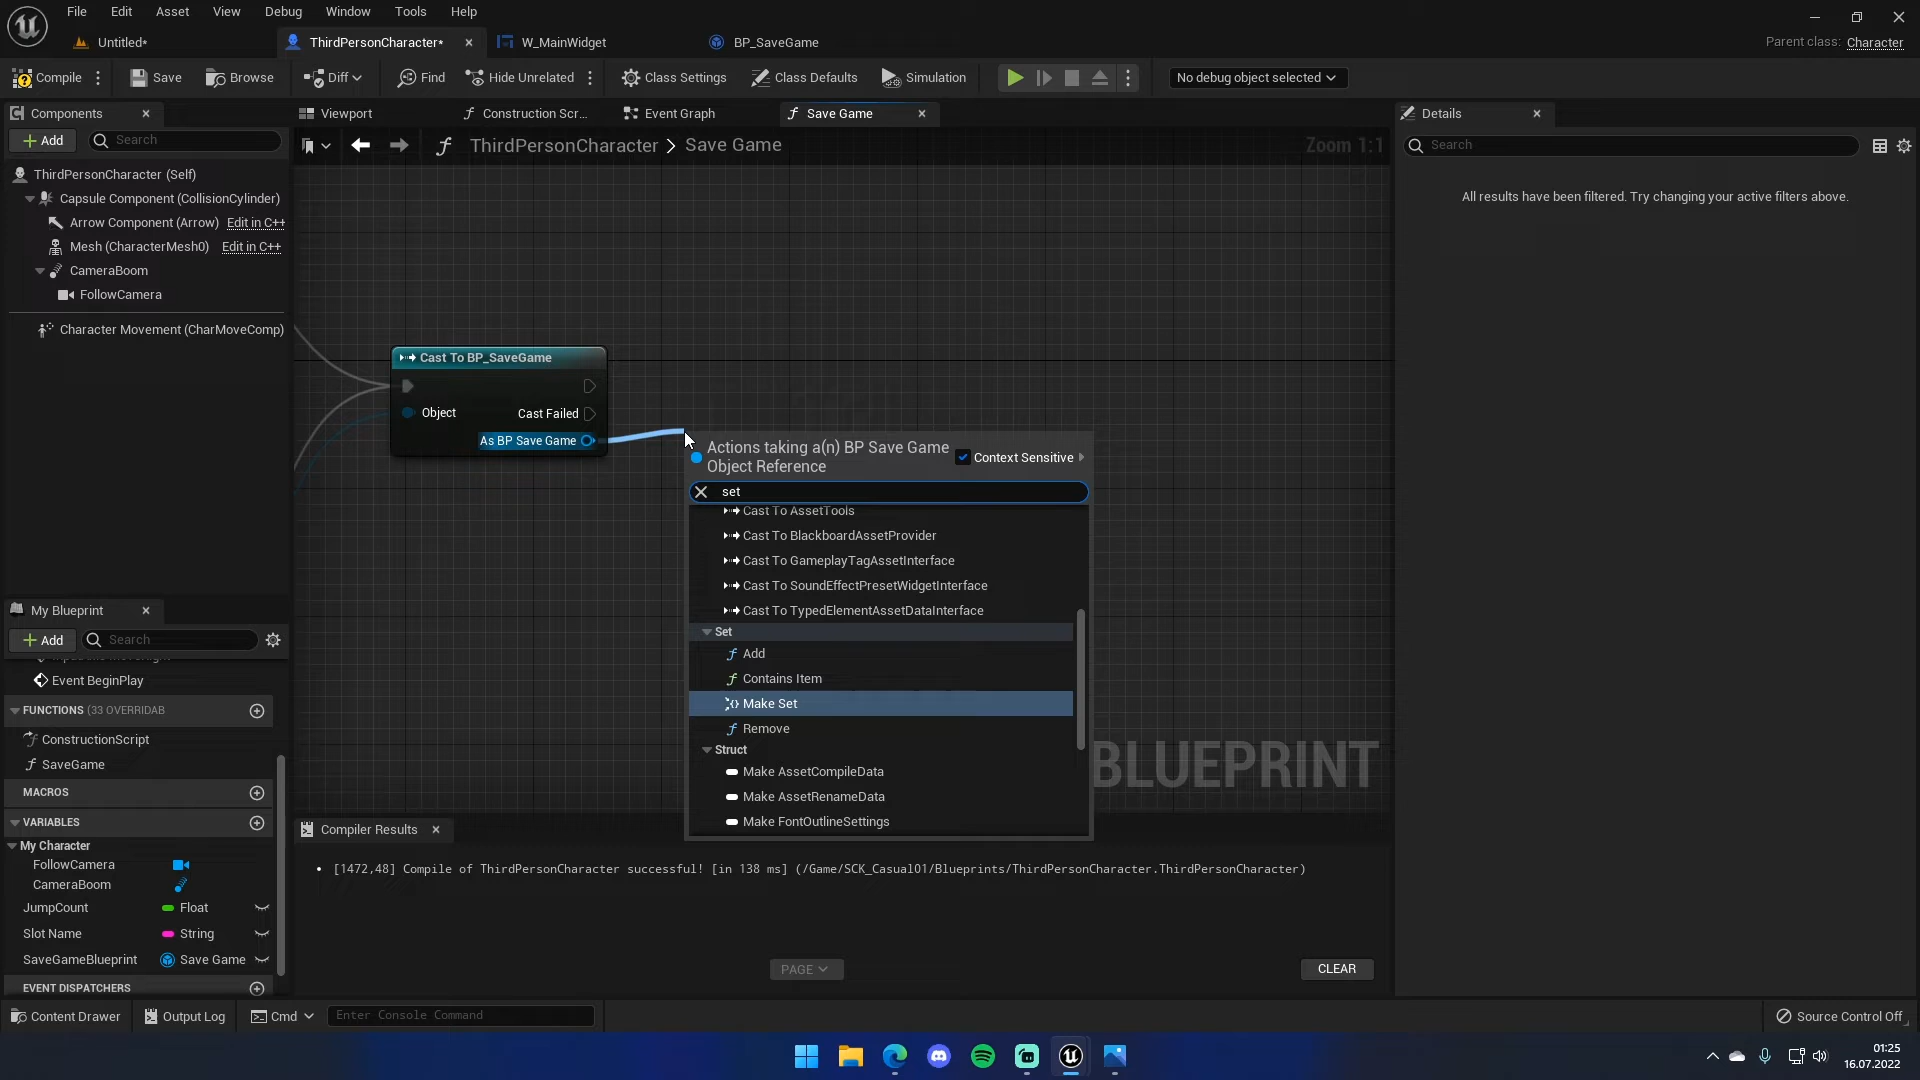 File Edit Asset View Debug Window Tools Help
Untitled* ThirdPersonCharacter* W_MainWidget BP_SaveGame
Parent class: Character
Compile Save Browse Diff Find Hide Unrelated Class Settings Class Defaults Simulation No debug object selected
Components
Add Search
ThirdPersonCharacter (Self)
Capsule Component (CollisionCylinder)
Arrow Component (Arrow) Edit in C++
Mesh (CharacterMesh0) Edit in C++
CameraBoom
FollowCamera
Character Movement (CharMoveComp)
My Blueprint
Add Search
Event BeginPlay
FUNCTIONS (33 OVERRIDAB
ConstructionScript
SaveGame
MACROS
VARIABLES
My Character
FollowCamera
CameraBoom
JumpCount Float
Slot Name String
SaveGameBlueprint Save Game
EVENT DISPATCHERS
Viewport Construction Scr... Event Graph Save Game
ThirdPersonCharacter > Save Game
Zoom 1:1
Cast To BP_SaveGame
Object Cast Failed
As BP Save Game
Actions taking a(n) BP Save Game
Object Reference
Context Sensitive
set
Cast To AssetTools
Cast To BlackboardAssetProvider
Cast To GameplayTagAssetInterface
Cast To SoundEffectPresetWidgetInterface
Cast To TypedElementAssetDataInterface
Set
Add
Contains Item
Make Set
Remove
Struct
Make AssetCompileData
Make AssetRenameData
Make FontOutlineSettings
BLUEPRINT
Compiler Results
[1472,48] Compile of ThirdPersonCharacter successful! [in 138 ms] (/Game/SCK_Casual01/Blueprints/ThirdPersonCharacter.ThirdPersonCharacter)
PAGE
CLEAR
Details
Search
All results have been filtered. Try changing your active filters above.
Content Drawer Output Log Cmd Enter Console Command Source Control Off
01:25
16.07.2022